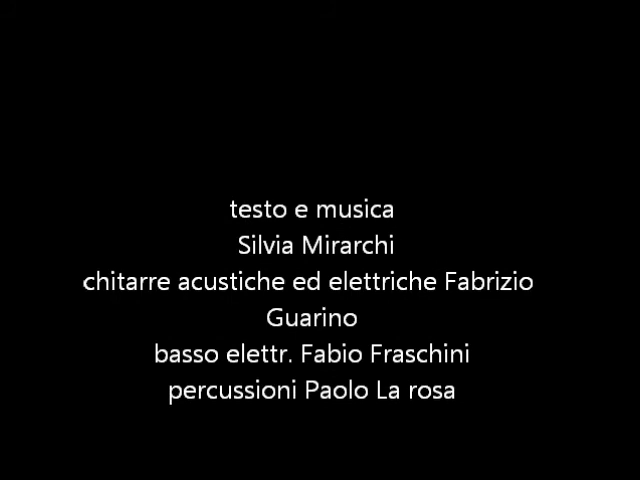 testo e musica
Silvia Mirarchi
chitarre acustiche ed elettriche Fabrizio
Guarino
basso elettr. Fabio Fraschini
percussioni Paolo La rosa